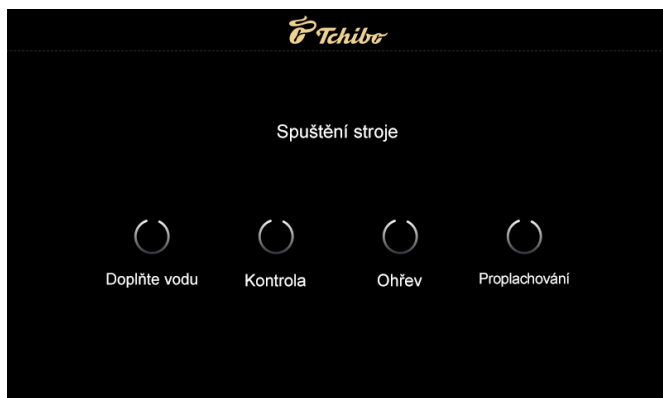 Tchibo
Spuštění stroje
Doplňte vodu
Kontrola
Ohřev
Proplachování